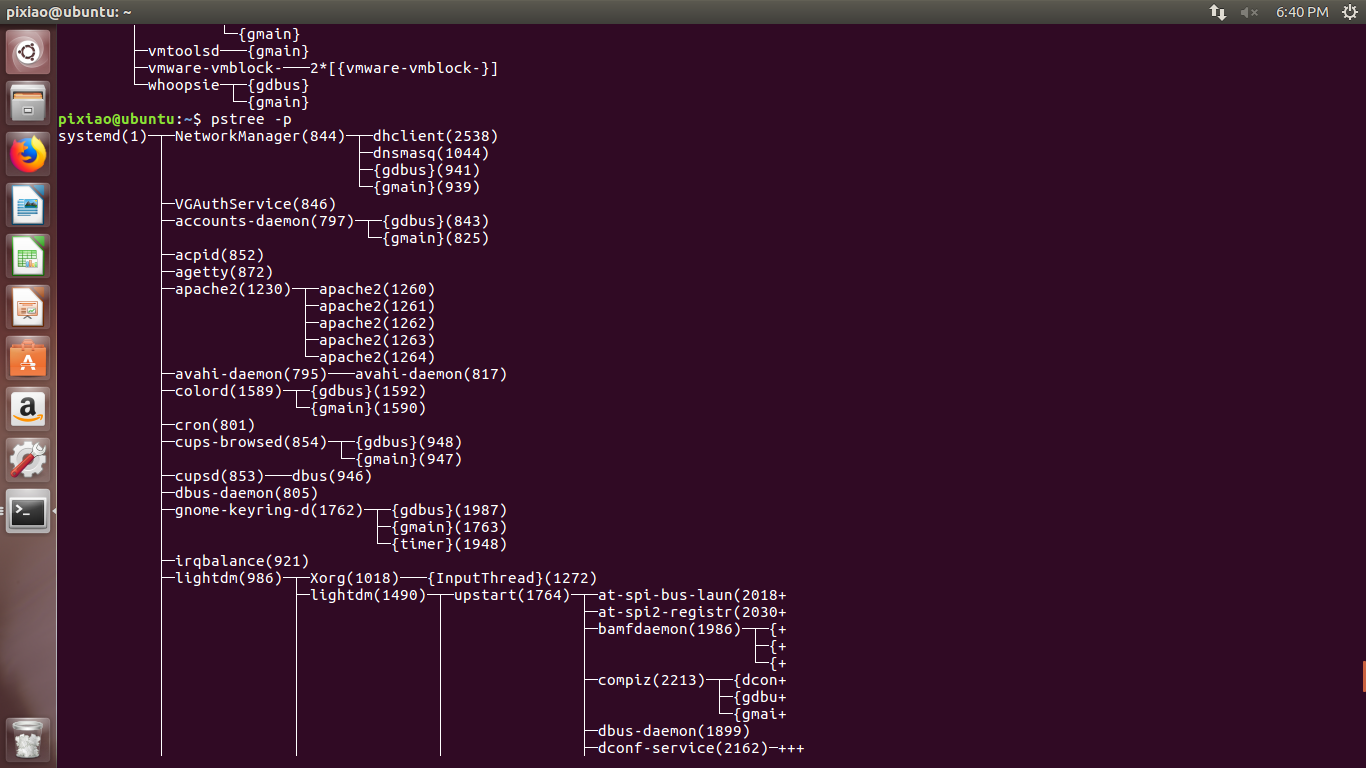 pixiao@ubuntu: ~ 6:40 PM
└─{gmain}
├─vmtoolsd───{gmain}
├─vmware-vmblock-───2*[{vmware-vmblock-}]
└─whoopsie─┬─{gdbus}
└─{gmain}
pixiao@ubuntu:~$ pstree -p
systemd(1)─┬─NetworkManager(844)─┬─dhclient(2538)
├─dnsmasq(1044)
├─{gdbus}(941)
└─{gmain}(939)
├─VGAuthService(846)
├─accounts-daemon(797)─┬─{gdbus}(843)
└─{gmain}(825)
├─acpid(852)
├─agetty(872)
├─apache2(1230)─┬─apache2(1260)
├─apache2(1261)
├─apache2(1262)
├─apache2(1263)
└─apache2(1264)
├─avahi-daemon(795)───avahi-daemon(817)
├─colord(1589)─┬─{gdbus}(1592)
└─{gmain}(1590)
├─cron(801)
├─cups-browsed(854)─┬─{gdbus}(948)
└─{gmain}(947)
├─cupsd(853)───dbus(946)
├─dbus-daemon(805)
├─gnome-keyring-d(1762)─┬─{gdbus}(1987)
├─{gmain}(1763)
└─{timer}(1948)
├─irqbalance(921)
├─lightdm(986)─┬─Xorg(1018)───{InputThread}(1272)
├─lightdm(1490)─┬─upstart(1764)─┬─at-spi-bus-laun(2018+
├─at-spi2-registr(2030+
├─bamfdaemon(1986)─┬─{+
├─{+
└─{+
├─compiz(2213)─┬─{dcon+
├─{gdbu+
└─{gmai+
├─dbus-daemon(1899)
├─dconf-service(2162)─+++